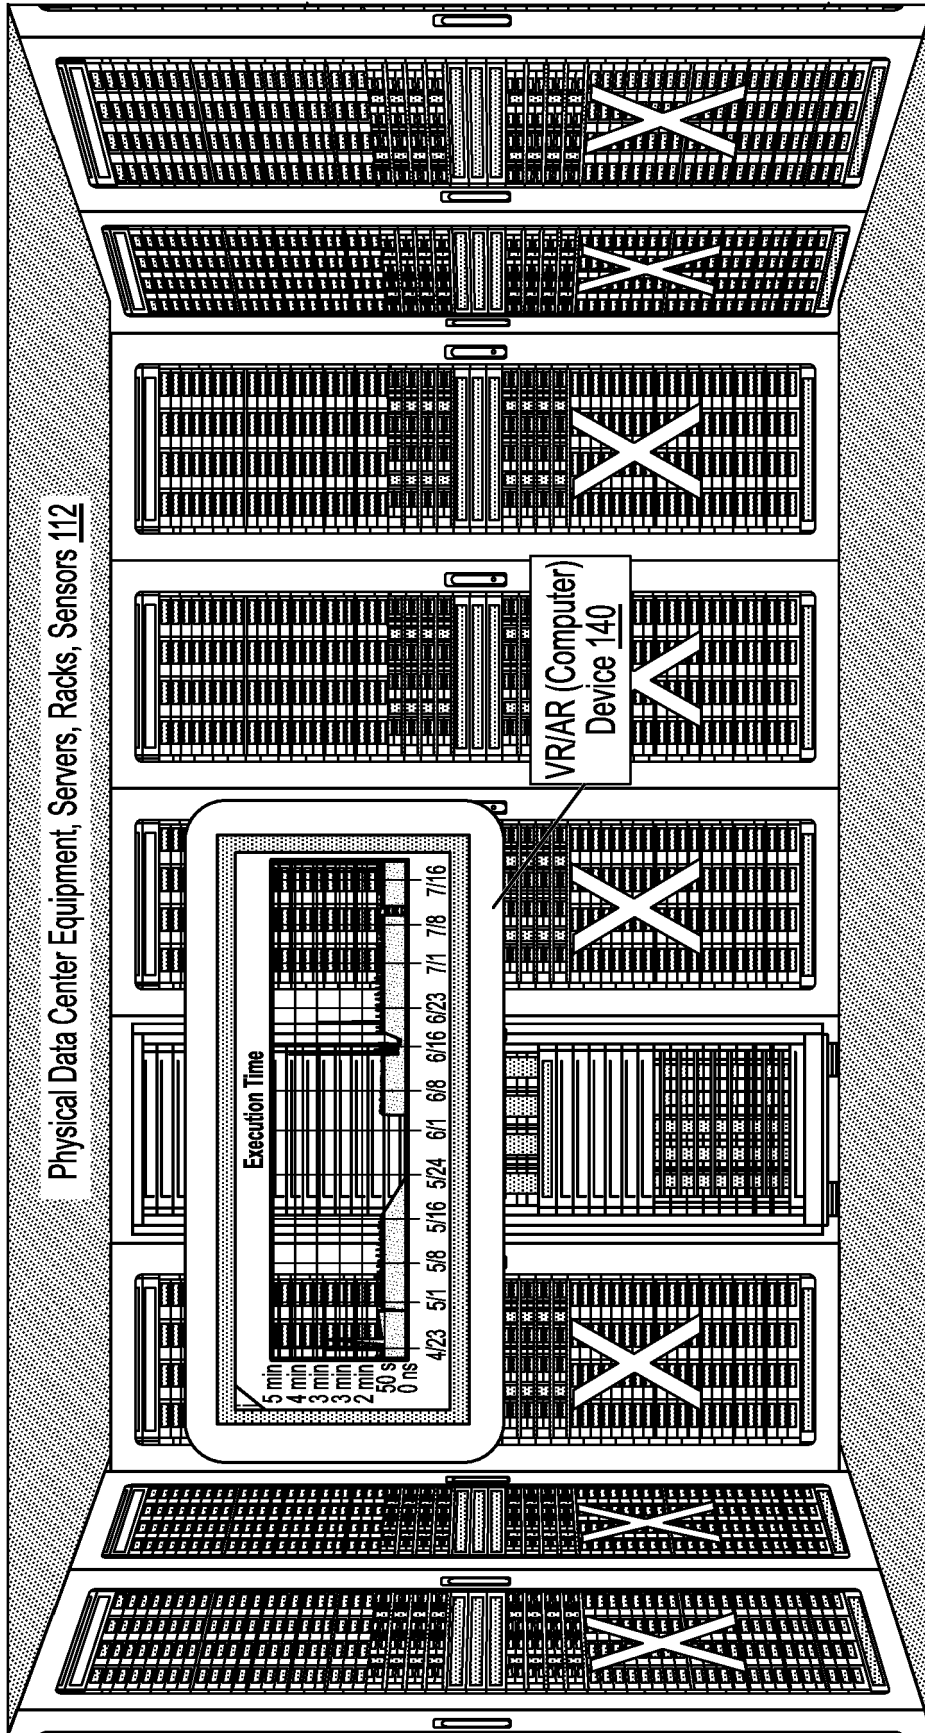 Physical Data Center Equipment, Servers, Racks, Sensors 112
Execution Time
5 min
4 min
3 min
3 min
2 min
50 s
0 ns
4/23 5/1 5/8 5/16 5/24 6/1 6/8 6/16 6/23 7/1 7/8 7/16
VR/AR (Computer)
Device 140